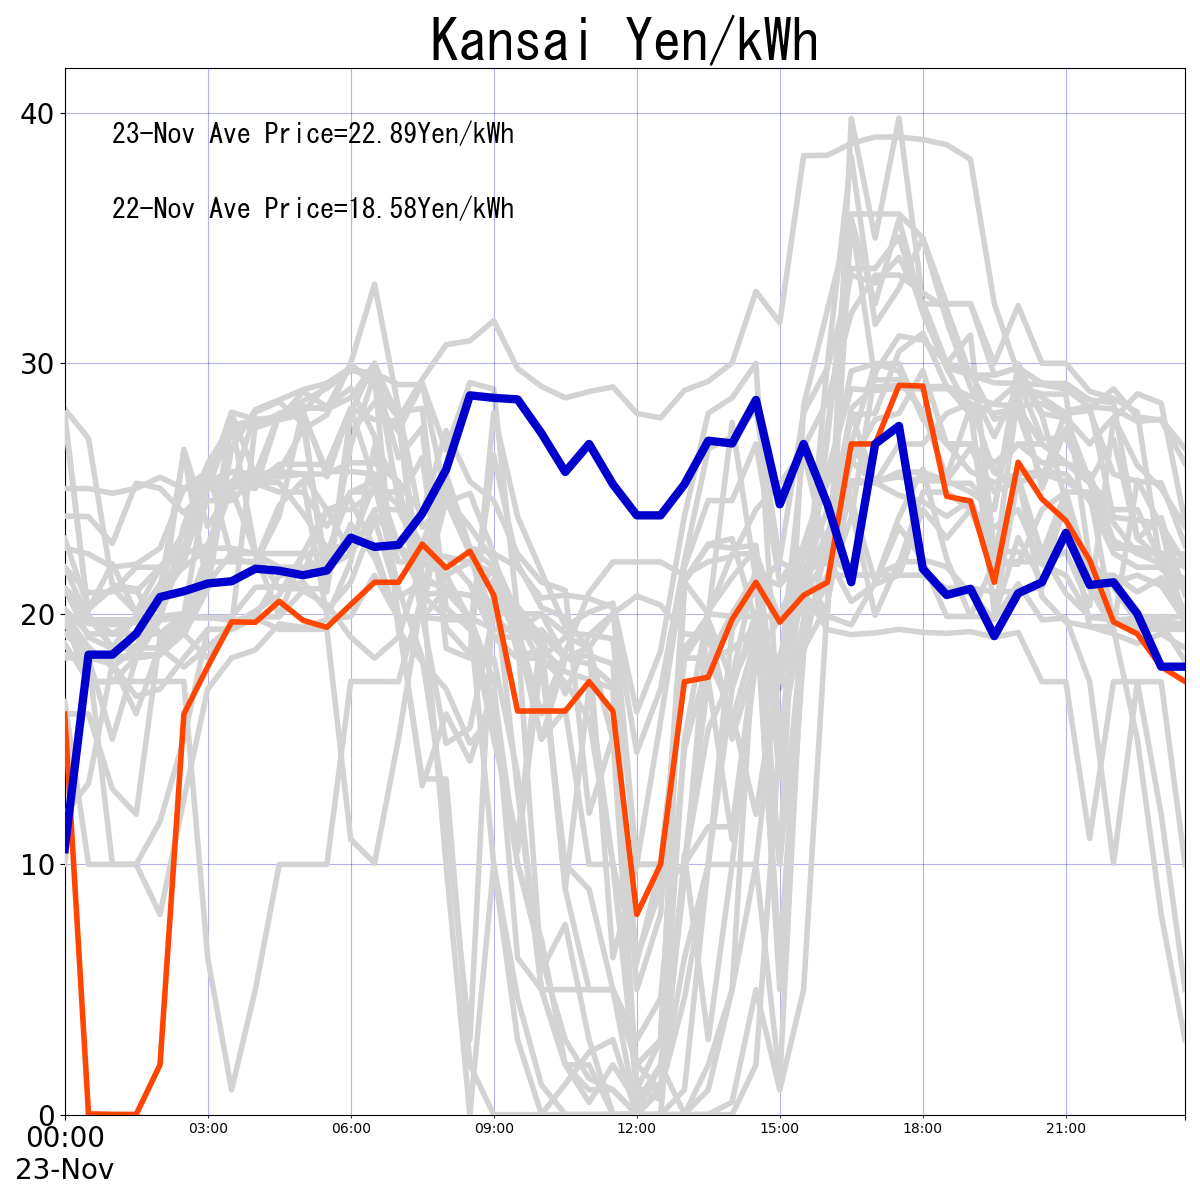 Kansai Yen/kWh
40
23-Nov Ave Price=22.89Yen/kWh
22-Nov Ave Price=18.58Yen/kWh
30
20
10
0
00:00 03:00 06:00 09:00 12:00 15:00 18:00 21:00
23-Nov